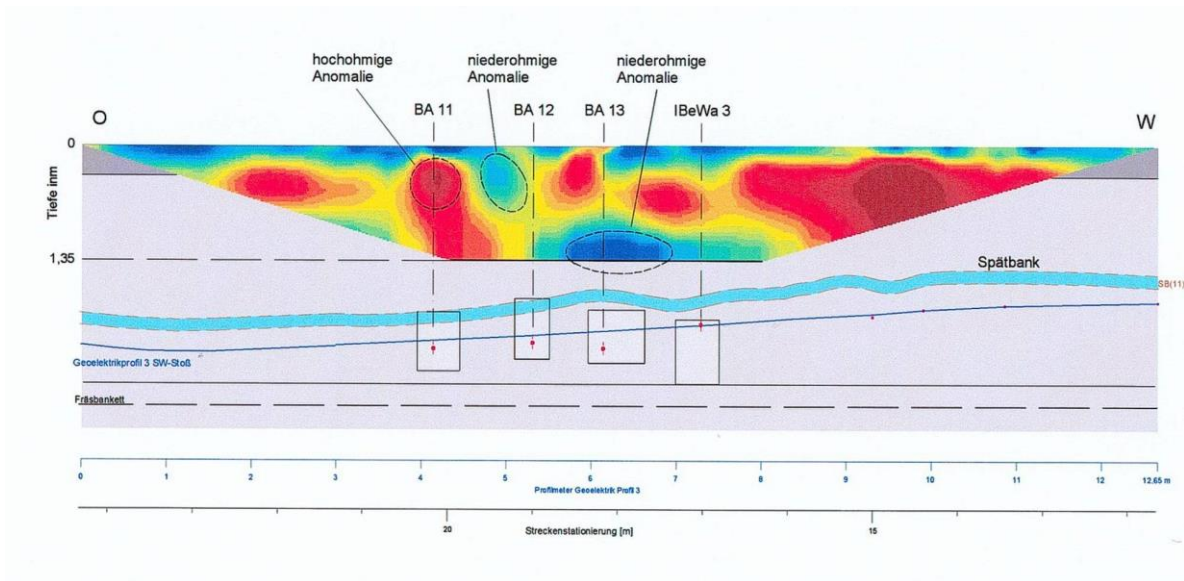 hochohmige
Anomalie
niederohmige
Anomalie
niederohmige
Anomalie
O
BA 11
BA 12
BA 13
IBeWa 3
W
0
Tiefe inm
1,35
Spätbank
SB(11)
Geoelektrikprofil 3 SW-Stoß
Fräsbankett
0 1 2 3 4 5 6 7 8 9 10 11 12 12.65 m
Profilmeter Geoelektrik Profil 3
20 15
Streckenstationierung [m]